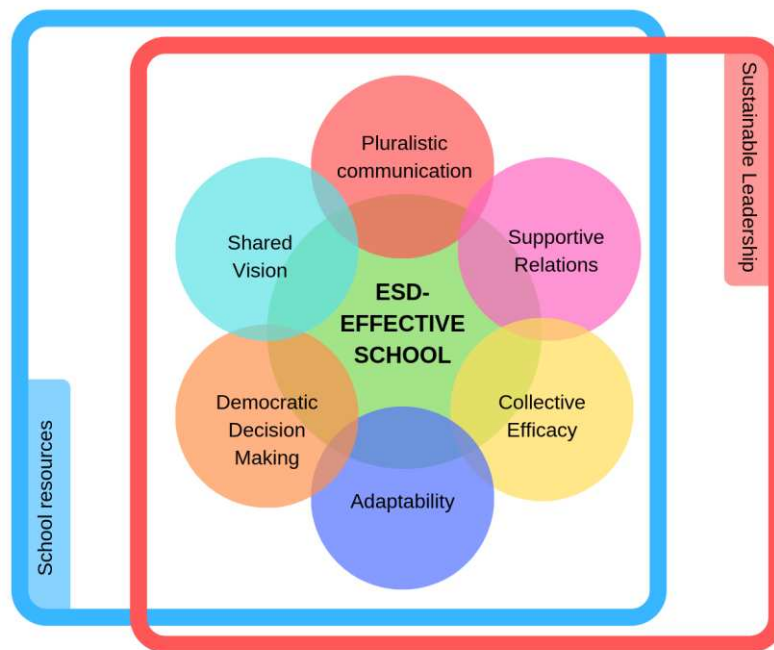 Sustainable Leadership
Pluralistic
communication
Shared
Vision
Supportive
Relations
ESD-
EFFECTIVE
SCHOOL
Democratic
Decision
Making
Collective
Efficacy
Adaptability
School resources